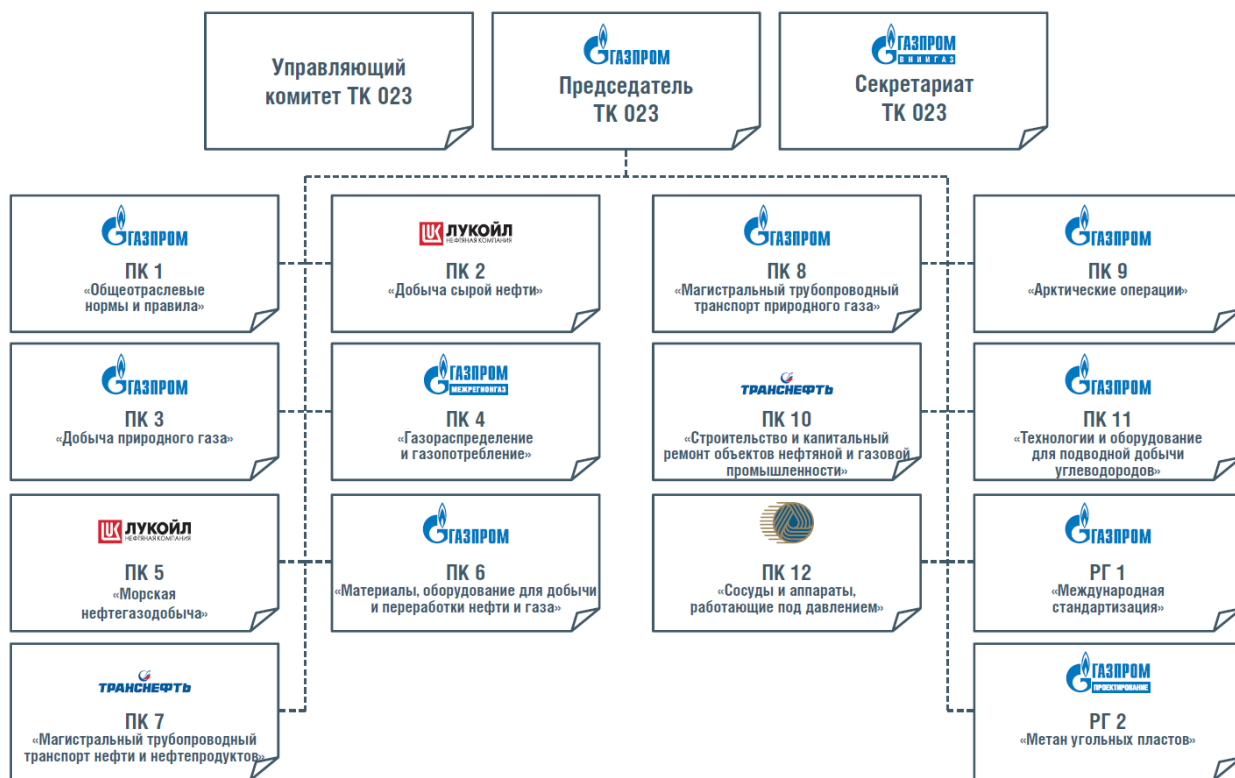 Управляющий
комитет ТК 023
ГАЗПРОМ
Председатель
ТК 023
ГАЗПРОМ
ВНИИГАЗ
Секретариат
ТК 023
ГАЗПРОМ
ПК 1
«Общеотраслевые
нормы и правила»
ЛУКОЙЛ
НЕФТЯНАЯ КОМПАНИЯ
ПК 2
«Добыча сырой нефти»
ГАЗПРОМ
ПК 8
«Магистральный трубопроводный
транспорт природного газа»
ГАЗПРОМ
ПК 9
«Арктические операции»
ГАЗПРОМ
ПК 3
«Добыча природного газа»
ГАЗПРОМ
МЕЖРЕГИОНГАЗ
ПК 4
«Газораспределение
и газопотребление»
ТРАНСНЕФТЬ
ПК 10
«Строительство и капитальный
ремонт объектов нефтяной и газовой
промышленности»
ГАЗПРОМ
ПК 11
«Технологии и оборудование
для подводной добычи
углеводородов»
ЛУКОЙЛ
НЕФТЯНАЯ КОМПАНИЯ
ПК 5
«Морская
нефтегазодобыча»
ГАЗПРОМ
ПК 6
«Материалы, оборудование для добычи
и переработки нефти и газа»
ПК 12
«Сосуды и аппараты,
работающие под давлением»
ГАЗПРОМ
РГ 1
«Международная
стандартизация»
ТРАНСНЕФТЬ
ПК 7
«Магистральный трубопроводный
транспорт нефти и нефтепродуктов»
ГАЗПРОМ
ПРОЕКТИРОВАНИЕ
РГ 2
«Метан угольных пластов»